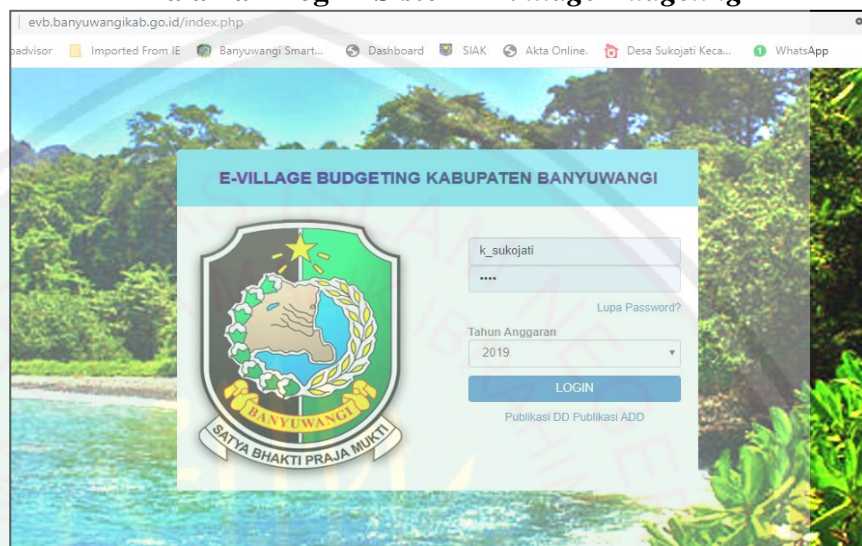 evb.banyuwangikab.go.id/index.php
padvisor Imported From IE Banyuwangi Smart... Dashboard SIAK Akta Online. Desa Sukojati Keca... WhatsApp
E-VILLAGE BUDGETING KABUPATEN BANYUWANGI
k_sukojati
••••
Lupa Password?
Tahun Anggaran
2019
LOGIN
Publikasi DD Publikasi ADD
BANYUWANGI
SATYA BHAKTI PRAJA MUKTI